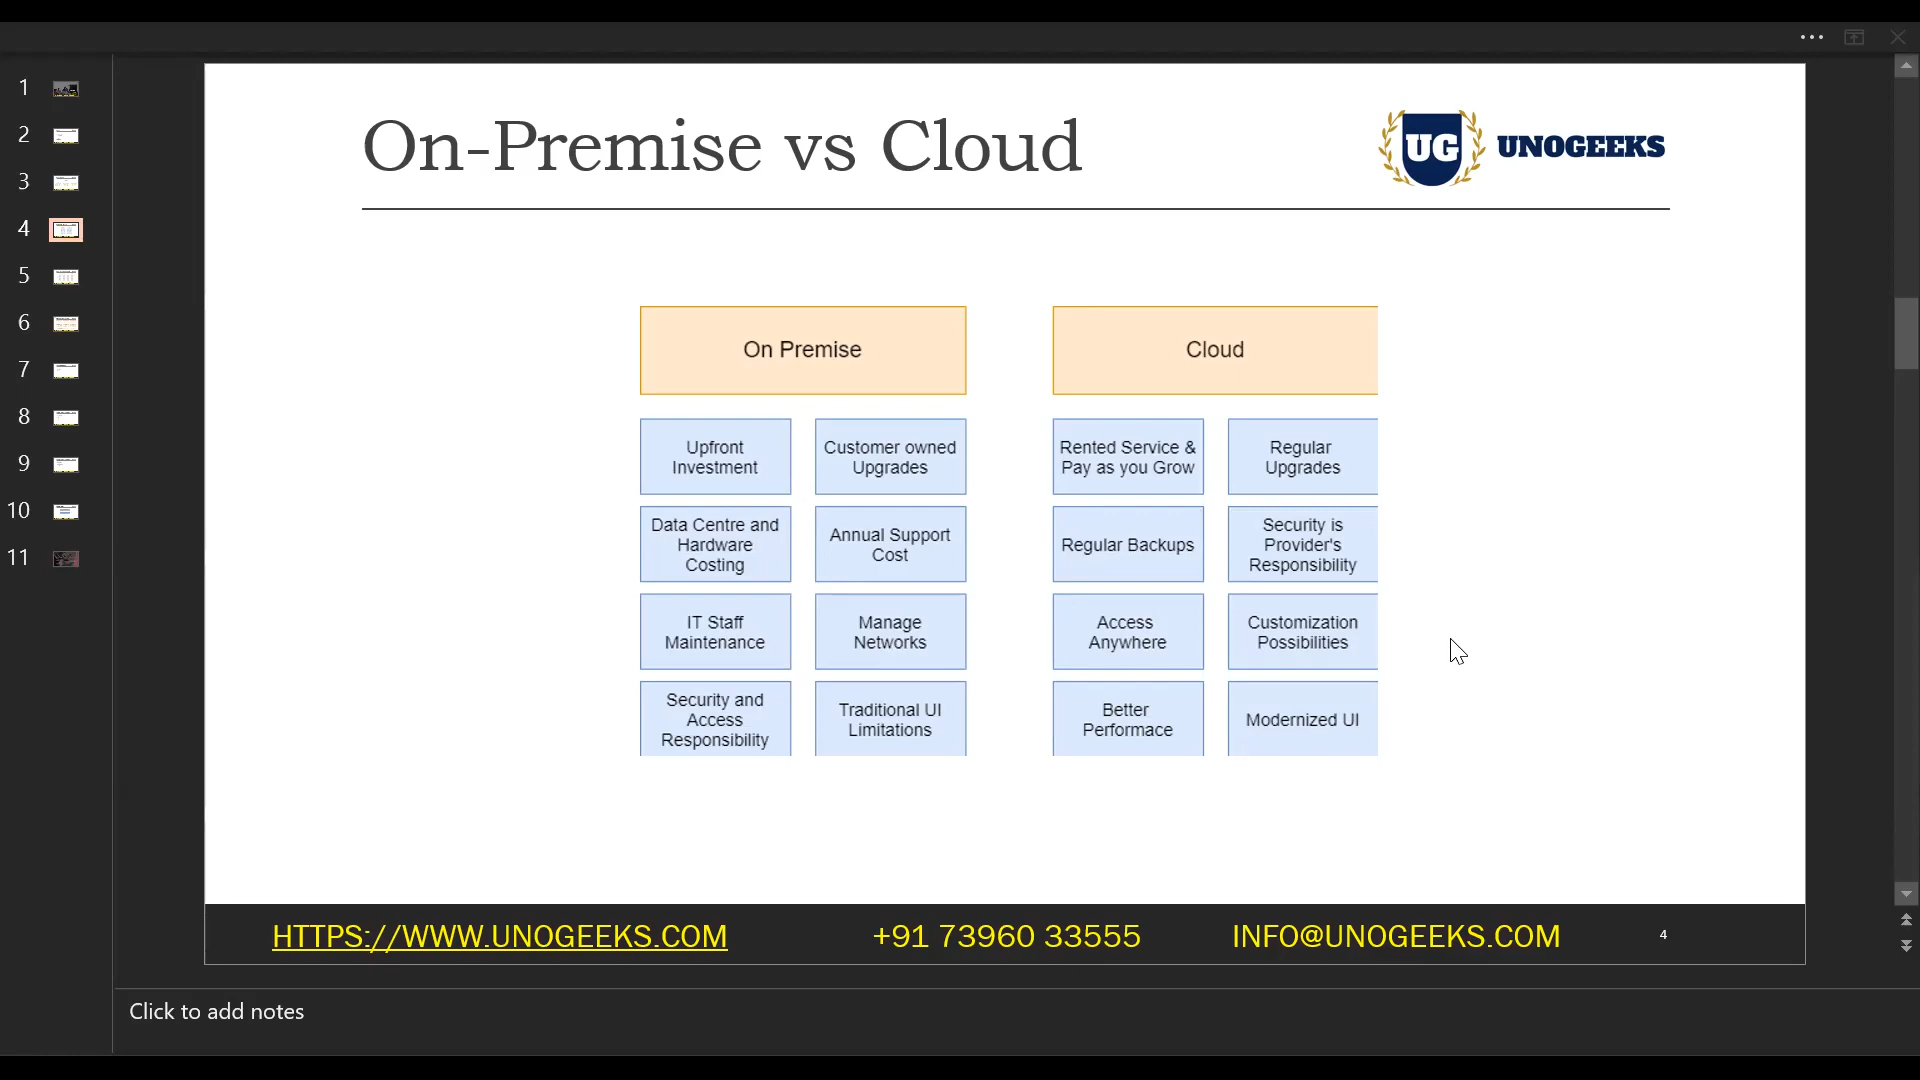 1
2
3
4
5
6
7
8
9
10
11
On-Premise vs Cloud
UG
UNOGEEKS
On Premise
Upfront
Investment
Customer owned
Upgrades
Data Centre and
Hardware
Costing
Annual Support
Cost
IT Staff
Maintenance
Manage
Networks
Security and
Access
Responsibility
Traditional UI
Limitations
Cloud
Rented Service &
Pay as you Grow
Regular
Upgrades
Regular Backups
Security is
Provider's
Responsibility
Access
Anywhere
Customization
Possibilities
Better
Performace
Modernized UI
HTTPS://WWW.UNOGEEKS.COM
+91 73960 33555
INFO@UNOGEEKS.COM
4
Click to add notes